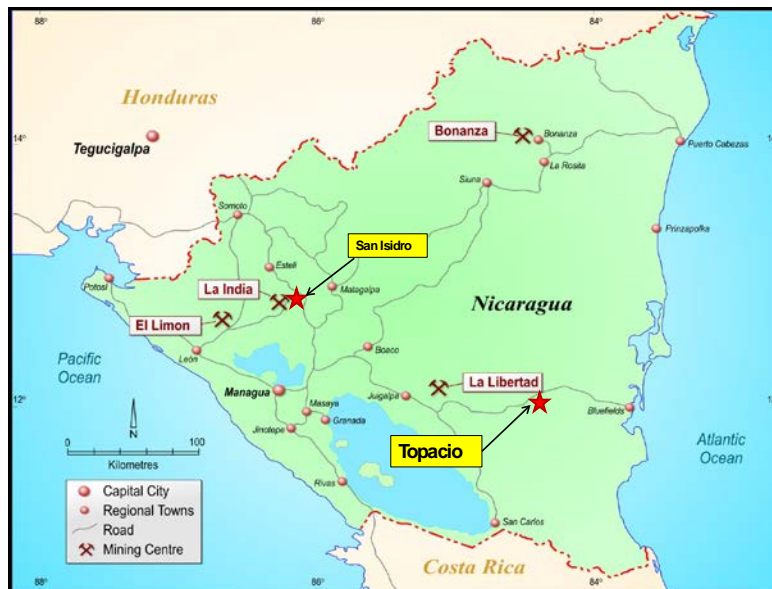 88°
86°
84°
Honduras
14°
Tegucigalpa
14°
Bonanza
Bonanza
Puerto Cabezas
La Rosita
Siuna
Somoto
Prinzapolka
San Isidro
Esteli
Potosi
La India
Matagalpa
Nicaragua
El Limon
León
Boaco
Pacific
Ocean
La Libertad
12°
Managua
Juigalpa
12°
Masaya
Granada
Bluefields
Jinotepe
N
0 100
Kilometres
Topacio
Atlantic
Ocean
Rivas
Capital City
Regional Towns
Road
Mining Centre
San Carlos
Costa Rica
88°
86°
84°